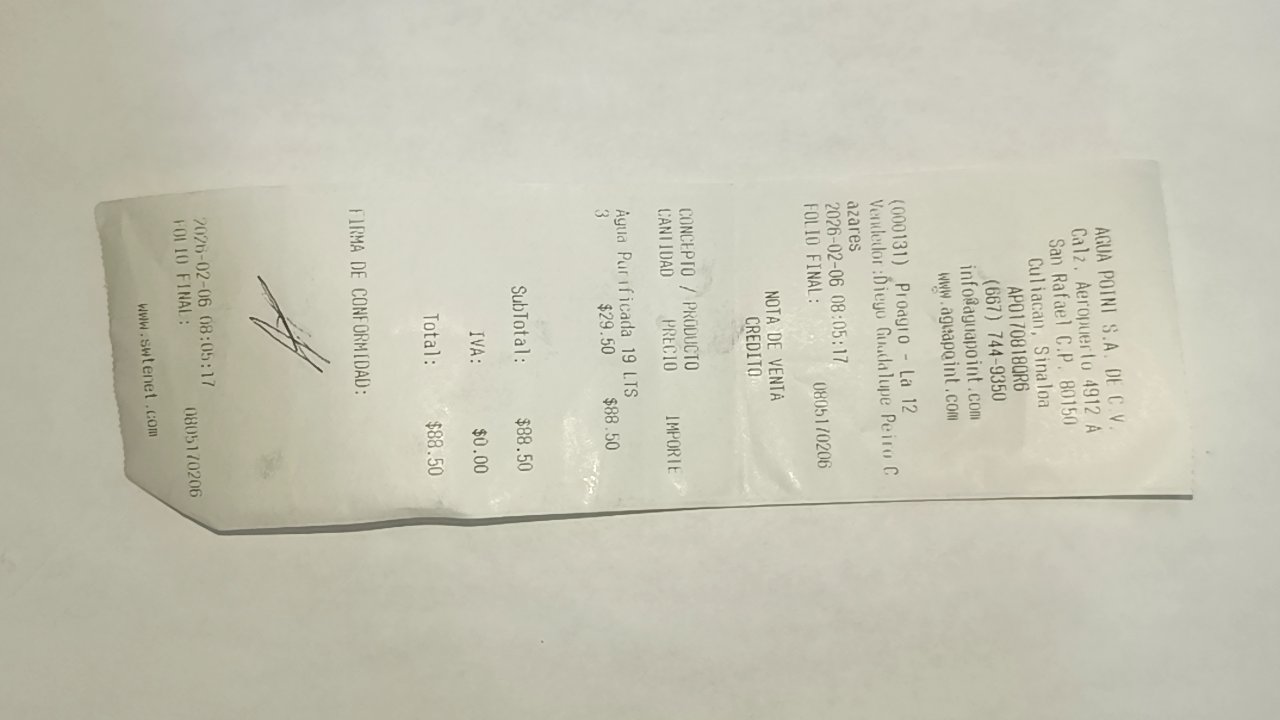 AGUA POINT S.A. DE C.V.
Calz. Aeropuerto 4912 A
San Rafael C.P. 80150
Culiacan, Sinaloa
APO170818QR6
(667) 744-9350
info@aguapoint.com
www.aguapoint.com
(000131) Proagro - La 12
Vendedor:Diego Guadalupe Peiro C
azares
2026-02-06 08:05:17
FOLIO FINAL: 0805170206
NOTA DE VENTA
CREDITO
CONCEPTO / PRODUCTO
CANTIDAD PRECIO IMPORTE
Agua Purificada 19 LTS
3 $29.50 $88.50
SubTotal: $88.50
IVA: $0.00
Total: $88.50
FIRMA DE CONFORMIDAD:
2026-02-06 08:05:17
FOLIO FINAL: 0805170206
www.swtenet.com